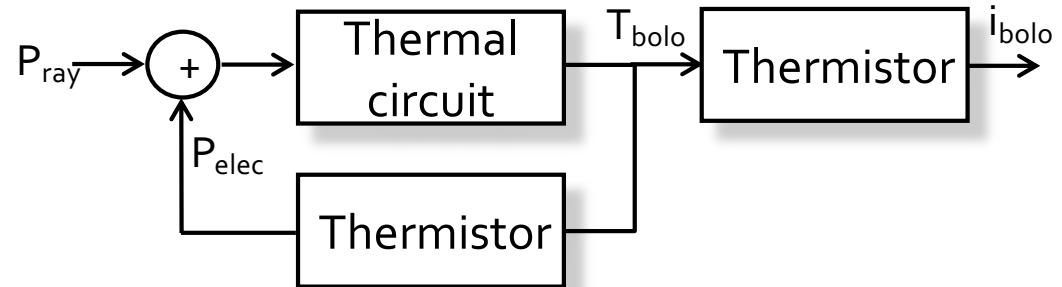 P_ray
+
Thermal
circuit
T_bolo
Thermistor
i_bolo
P_elec
Thermistor